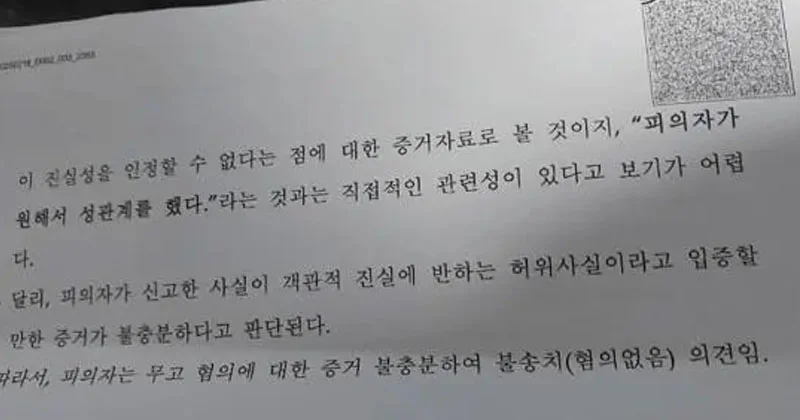 이 진실성을 인정할 수 없다는 점에 대한 증거자료로 볼 것이지, “피의자가
원해서 성관계를 했다.”라는 것과는 직접적인 관련성이 있다고 보기가 어렵
다.
달리, 피의자가 신고한 사실이 객관적 진실에 반하는 허위사실이라고 입증할
만한 증거가 불충분하다고 판단된다.
따라서, 피의자는 무고 혐의에 대한 증거 불충분하여 불송치(혐의없음) 의견임.